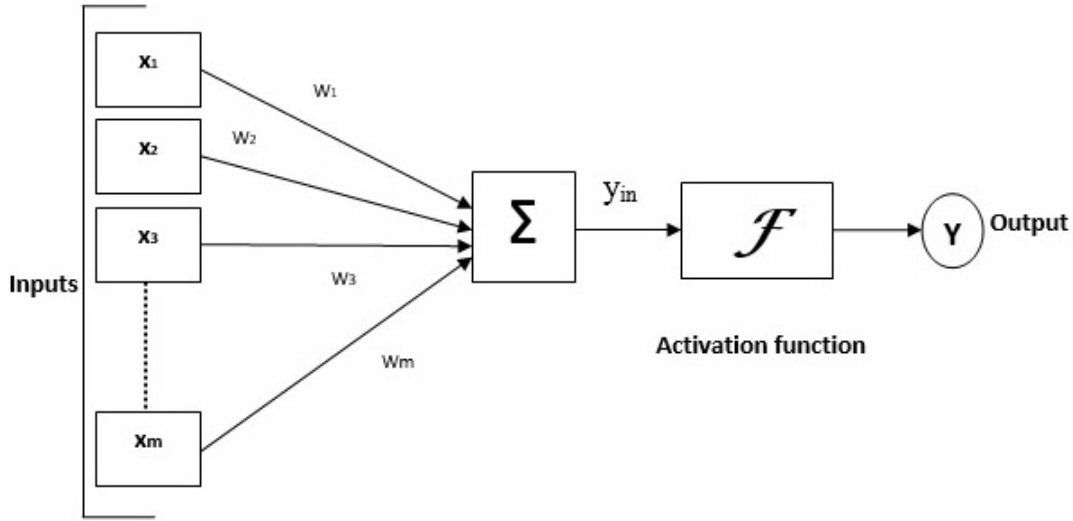 Inputs
x1
x2
x3
xm
W1
W2
W3
Wm
Σ
yin
ℱ
Activation function
Y
Output